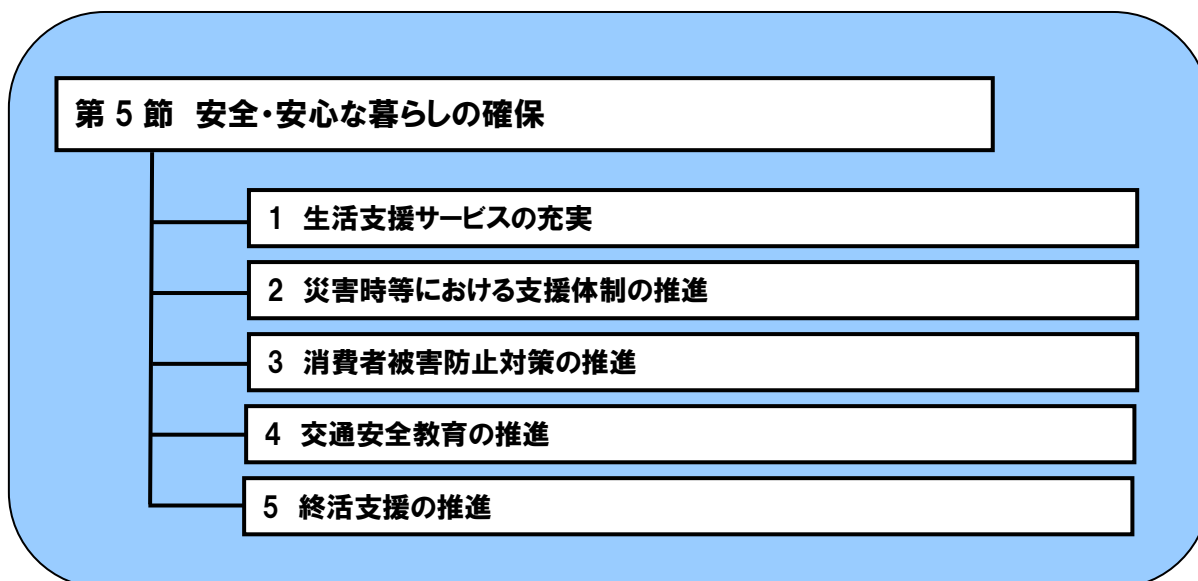 第 5 節　安全・安心な暮らしの確保
1　生活支援サービスの充実
2　災害時等における支援体制の推進
3　消費者被害防止対策の推進
4　交通安全教育の推進
5　終活支援の推進